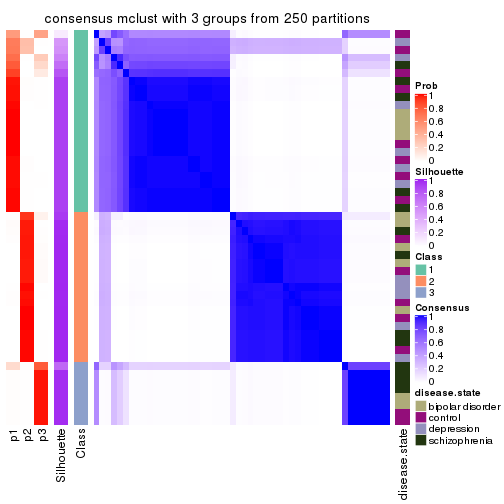 consensus mclust with 3 groups from 250 partitions
Prob
1
0.8
0.6
0.4
0.2
0
Silhouette
1
0.8
0.6
0.4
0.2
0
Class
1
2
3
Consensus
1
0.8
0.6
0.4
0.2
0
disease.state
bipolar disorder
control
depression
schizophrenia
p1
p2
p3
Silhouette
Class
disease.state